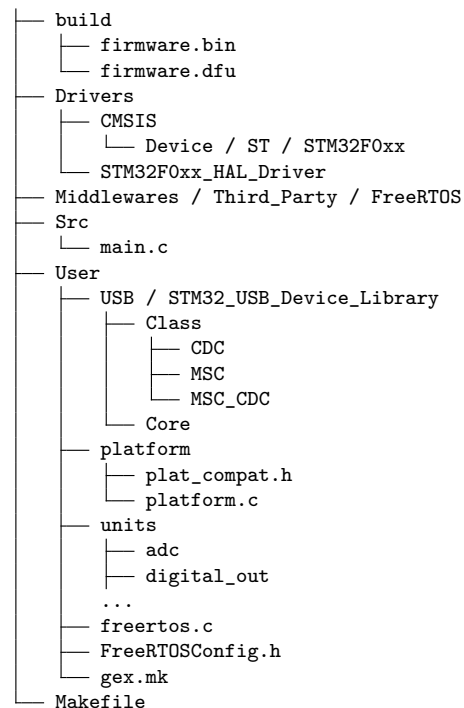 build
firmware.bin
firmware.dfu
Drivers
CMSIS
Device / ST / STM32F0xx
STM32F0xx_HAL_Driver
Middlewares / Third_Party / FreeRTOS
Src
main.c
User
USB / STM32_USB_Device_Library
Class
CDC
MSC
MSC_CDC
Core
platform
plat_compat.h
platform.c
units
adc
digital_out
...
freertos.c
FreeRTOSConfig.h
gex.mk
Makefile